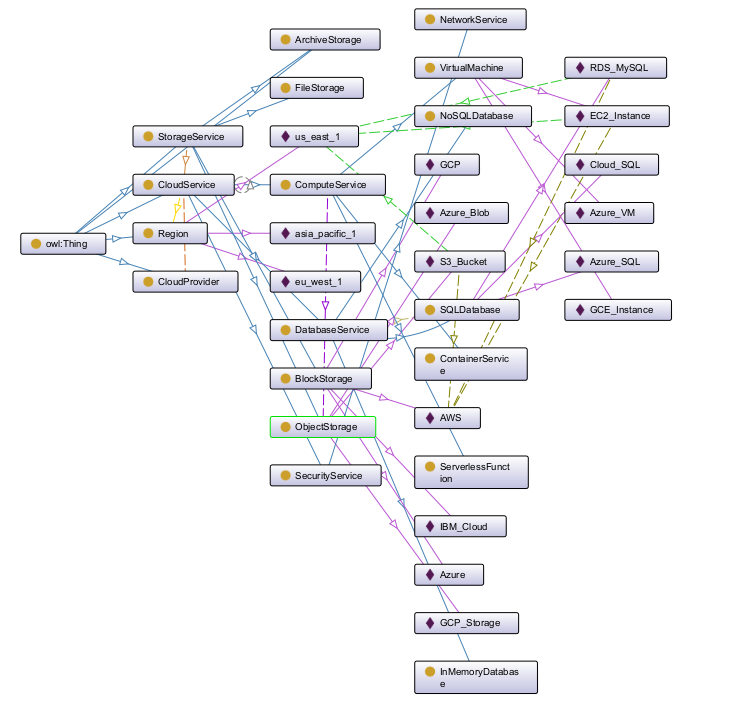 owl:Thing
StorageService
CloudService
Region
CloudProvider
ArchiveStorage
FileStorage
us_east_1
ComputeService
asia_pacific_1
eu_west_1
DatabaseService
BlockStorage
ObjectStorage
SecurityService
NetworkService
VirtualMachine
NoSQLDatabase
GCP
Azure_Blob
S3_Bucket
SQLDatabase
ContainerServic
e
AWS
ServerlessFunct
ion
IBM_Cloud
Azure
GCP_Storage
InMemoryDatabas
e
RDS_MySQL
EC2_Instance
Cloud_SQL
Azure_VM
Azure_SQL
GCE_Instance